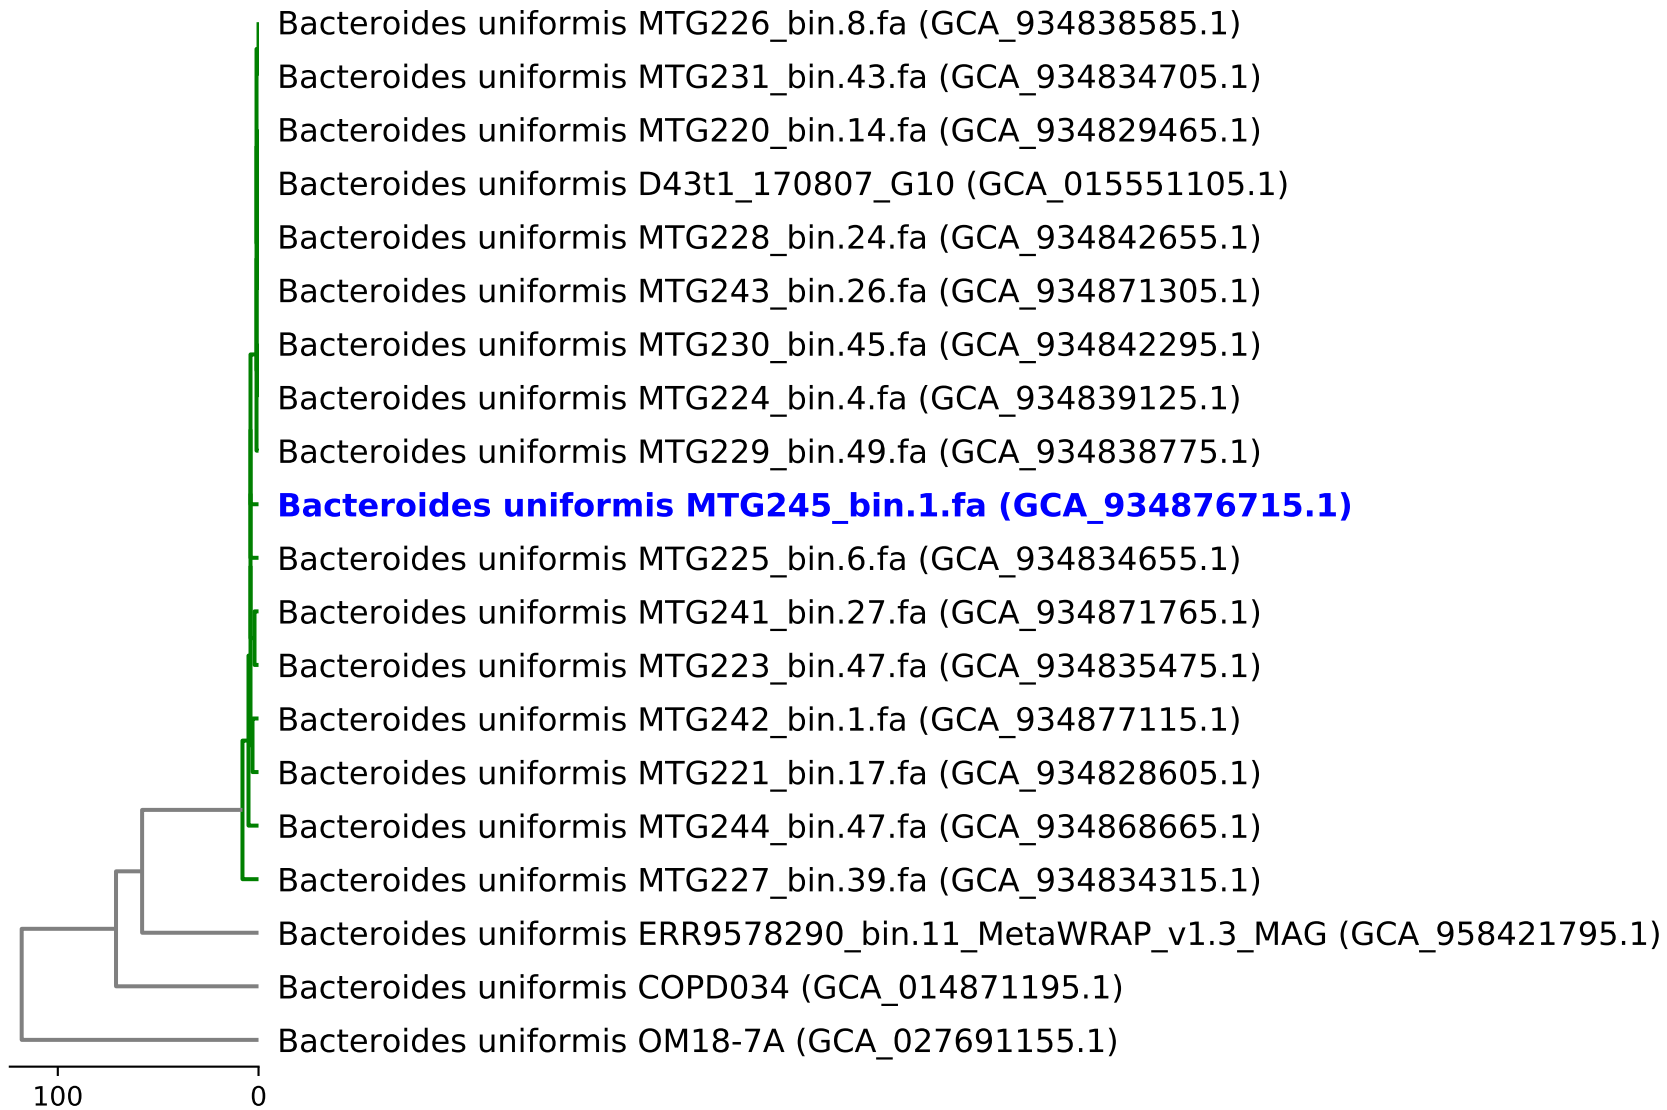 Bacteroides uniformis MTG226_bin.8.fa (GCA_934838585.1)
Bacteroides uniformis MTG231_bin.43.fa (GCA_934834705.1)
Bacteroides uniformis MTG220_bin.14.fa (GCA_934829465.1)
Bacteroides uniformis D43t1_170807_G10 (GCA_015551105.1)
Bacteroides uniformis MTG228_bin.24.fa (GCA_934842655.1)
Bacteroides uniformis MTG243_bin.26.fa (GCA_934871305.1)
Bacteroides uniformis MTG230_bin.45.fa (GCA_934842295.1)
Bacteroides uniformis MTG224_bin.4.fa (GCA_934839125.1)
Bacteroides uniformis MTG229_bin.49.fa (GCA_934838775.1)
Bacteroides uniformis MTG245_bin.1.fa (GCA_934876715.1)
Bacteroides uniformis MTG225_bin.6.fa (GCA_934834655.1)
Bacteroides uniformis MTG241_bin.27.fa (GCA_934871765.1)
Bacteroides uniformis MTG223_bin.47.fa (GCA_934835475.1)
Bacteroides uniformis MTG242_bin.1.fa (GCA_934877115.1)
Bacteroides uniformis MTG221_bin.17.fa (GCA_934828605.1)
Bacteroides uniformis MTG244_bin.47.fa (GCA_934868665.1)
Bacteroides uniformis MTG227_bin.39.fa (GCA_934834315.1)
Bacteroides uniformis ERR9578290_bin.11_MetaWRAP_v1.3_MAG (GCA_958421795.1)
Bacteroides uniformis COPD034 (GCA_014871195.1)
Bacteroides uniformis OM18-7A (GCA_027691155.1)
100 0